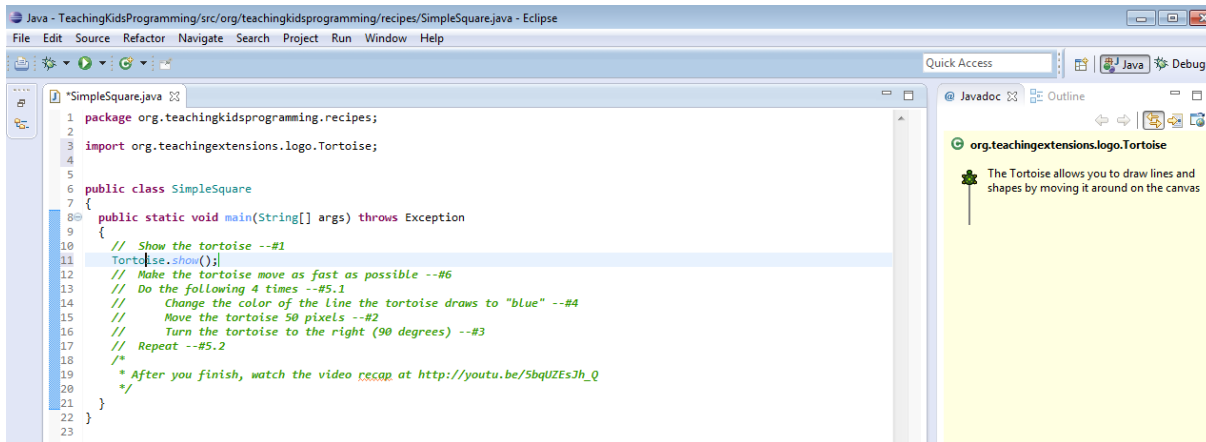 Java - TeachingKidsProgramming/src/org/teachingkidsprogramming/recipes/SimpleSquare.java - Eclipse
File Edit Source Refactor Navigate Search Project Run Window Help
Quick Access
Java
Debug
*SimpleSquare.java
1 package org.teachingkidsprogramming.recipes;
2
3 import org.teachingextensions.logo.Tortoise;
4
5
6 public class SimpleSquare
7 {
8 public static void main(String[] args) throws Exception
9 {
10 // Show the tortoise --#1
11 Tortoise.show();
12 // Make the tortoise move as fast as possible --#6
13 // Do the following 4 times --#5.1
14 // Change the color of the line the tortoise draws to "blue" --#4
15 // Move the tortoise 50 pixels --#2
16 // Turn the tortoise to the right (90 degrees) --#3
17 // Repeat --#5.2
18 /*
19 * After you finish, watch the video recap at http://youtu.be/5bqUZEsJh_Q
20 */
21 }
22 }
23
@ Javadoc
Outline
org.teachingextensions.logo.Tortoise
The Tortoise allows you to draw lines and
shapes by moving it around on the canvas